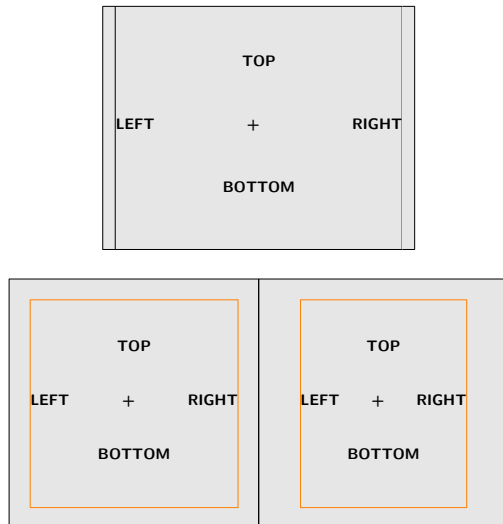 TOP
LEFT + RIGHT
BOTTOM
TOP TOP
LEFT + RIGHT LEFT + RIGHT
BOTTOM BOTTOM